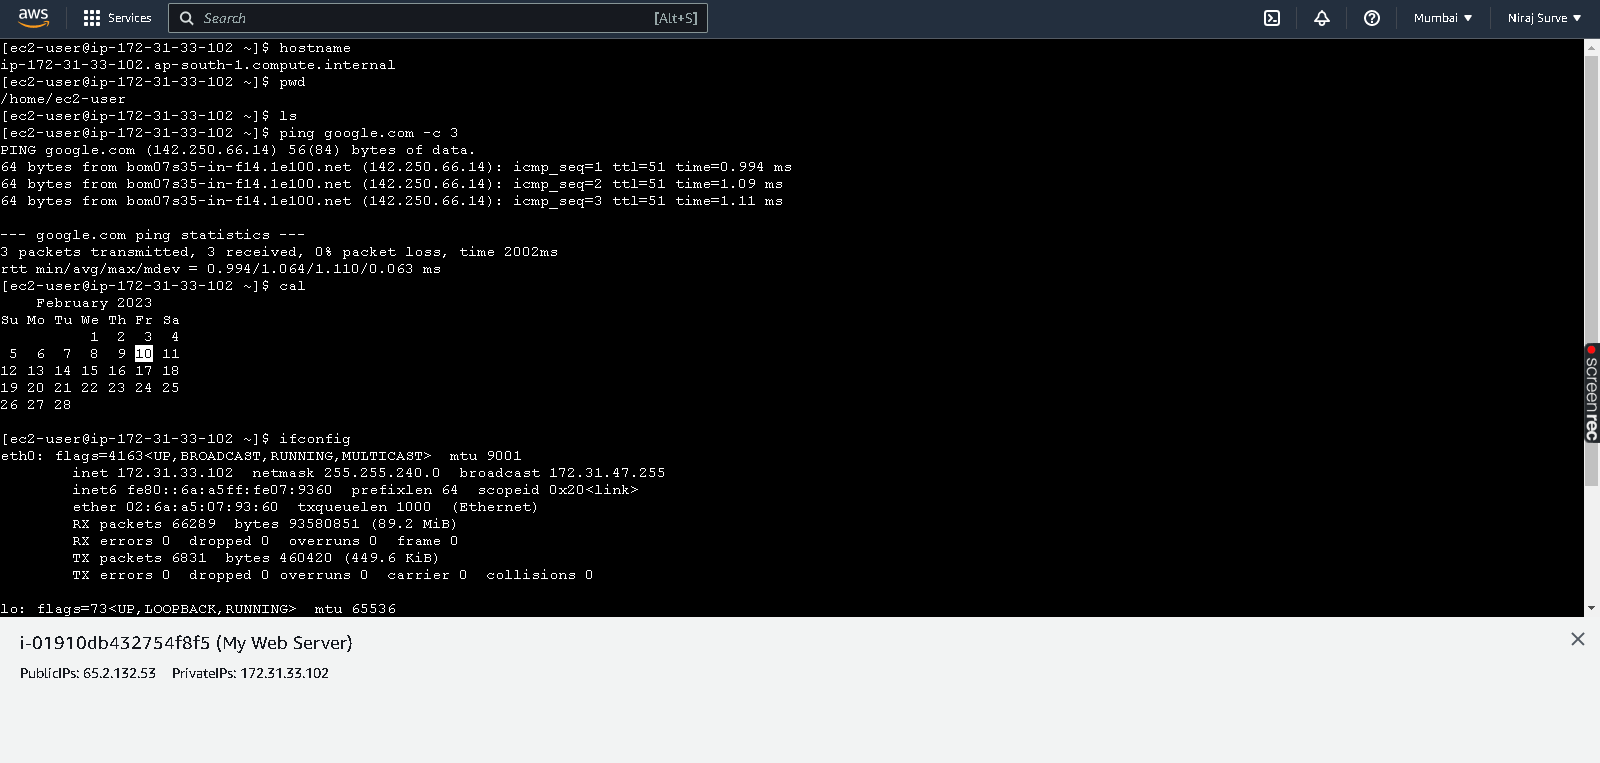 aws Services Search [Alt+S] Mumbai ▼ Niraj Surve ▼
[ec2-user@ip-172-31-33-102 ~]$ hostname
ip-172-31-33-102.ap-south-1.compute.internal
[ec2-user@ip-172-31-33-102 ~]$ pwd
/home/ec2-user
[ec2-user@ip-172-31-33-102 ~]$ ls
[ec2-user@ip-172-31-33-102 ~]$ ping google.com -c 3
PING google.com (142.250.66.14) 56(84) bytes of data.
64 bytes from bom07s35-in-f14.1e100.net (142.250.66.14): icmp_seq=1 ttl=51 time=0.994 ms
64 bytes from bom07s35-in-f14.1e100.net (142.250.66.14): icmp_seq=2 ttl=51 time=1.09 ms
64 bytes from bom07s35-in-f14.1e100.net (142.250.66.14): icmp_seq=3 ttl=51 time=1.11 ms
--- google.com ping statistics ---
3 packets transmitted, 3 received, 0% packet loss, time 2002ms
rtt min/avg/max/mdev = 0.994/1.064/1.110/0.063 ms
[ec2-user@ip-172-31-33-102 ~]$ cal
February 2023
Su Mo Tu We Th Fr Sa
1 2 3 4
5 6 7 8 9 10 11
12 13 14 15 16 17 18
19 20 21 22 23 24 25
26 27 28
[ec2-user@ip-172-31-33-102 ~]$ ifconfig
eth0: flags=4163<UP,BROADCAST,RUNNING,MULTICAST> mtu 9001
inet 172.31.33.102 netmask 255.255.240.0 broadcast 172.31.47.255
inet6 fe80::6a:a5ff:fe07:9360 prefixlen 64 scopeid 0x20<link>
ether 02:6a:a5:07:93:60 txqueuelen 1000 (Ethernet)
RX packets 66289 bytes 93580851 (89.2 MiB)
RX errors 0 dropped 0 overruns 0 frame 0
TX packets 6831 bytes 460420 (449.6 KiB)
TX errors 0 dropped 0 overruns 0 carrier 0 collisions 0
lo: flags=73<UP,LOOPBACK,RUNNING> mtu 65536
screenrec
i-01910db432754f8f5 (My Web Server)
PublicIPs: 65.2.132.53 PrivateIPs: 172.31.33.102